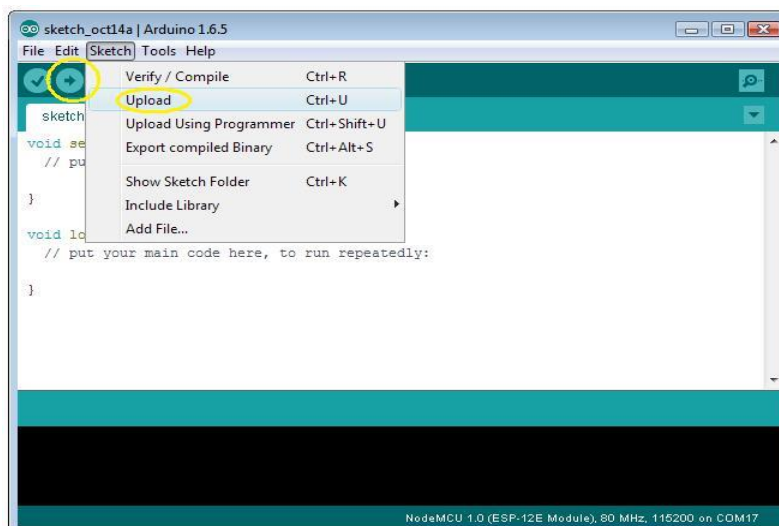 sketch_oct14a | Arduino 1.6.5
File Edit Sketch Tools Help
Verify / Compile Ctrl+R
Upload Ctrl+U
Upload Using Programmer Ctrl+Shift+U
Export compiled Binary Ctrl+Alt+S
Show Sketch Folder Ctrl+K
Include Library
Add File...
sketch
void se
// pu
}
void lo
// put your main code here, to run repeatedly:
}
NodeMCU 1.0 (ESP-12E Module), 80 MHz, 115200 on COM17